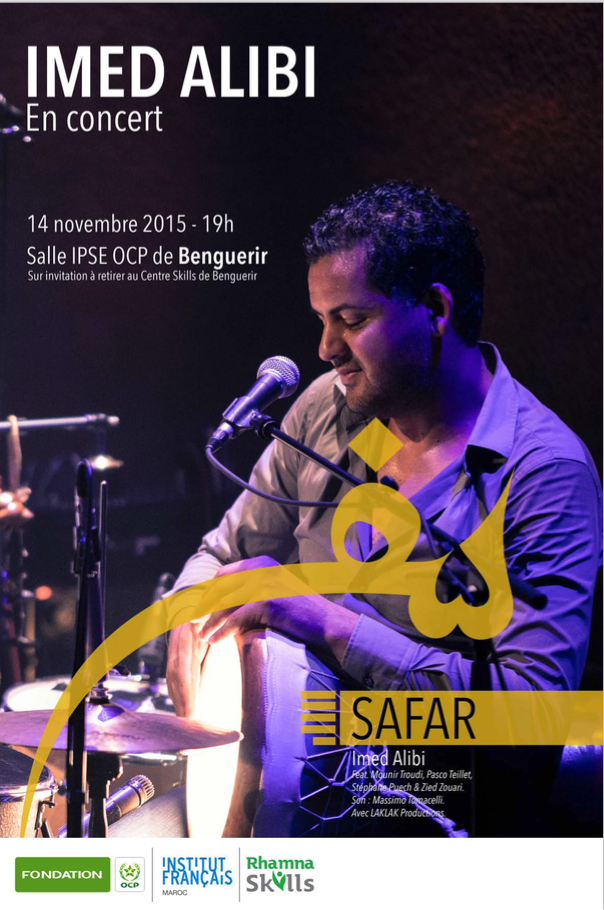 IMED ALIBI
En concert
14 novembre 2015 - 19h
Salle IPSE OCP de Benguerir
Sur invitation à retirer au Centre Skills de Benguerir
سفر
SAFAR
Imed Alibi
Feat. Mounir Troudi, Pasco Teillet,
Stéphane Puech & Zied Zouari.
Son : Massimo Tomacelli.
Avec LAKLAK Productions.
FONDATION
OCP
INSTITUT
FRANÇAIS
MAROC
Rhamna
Skills